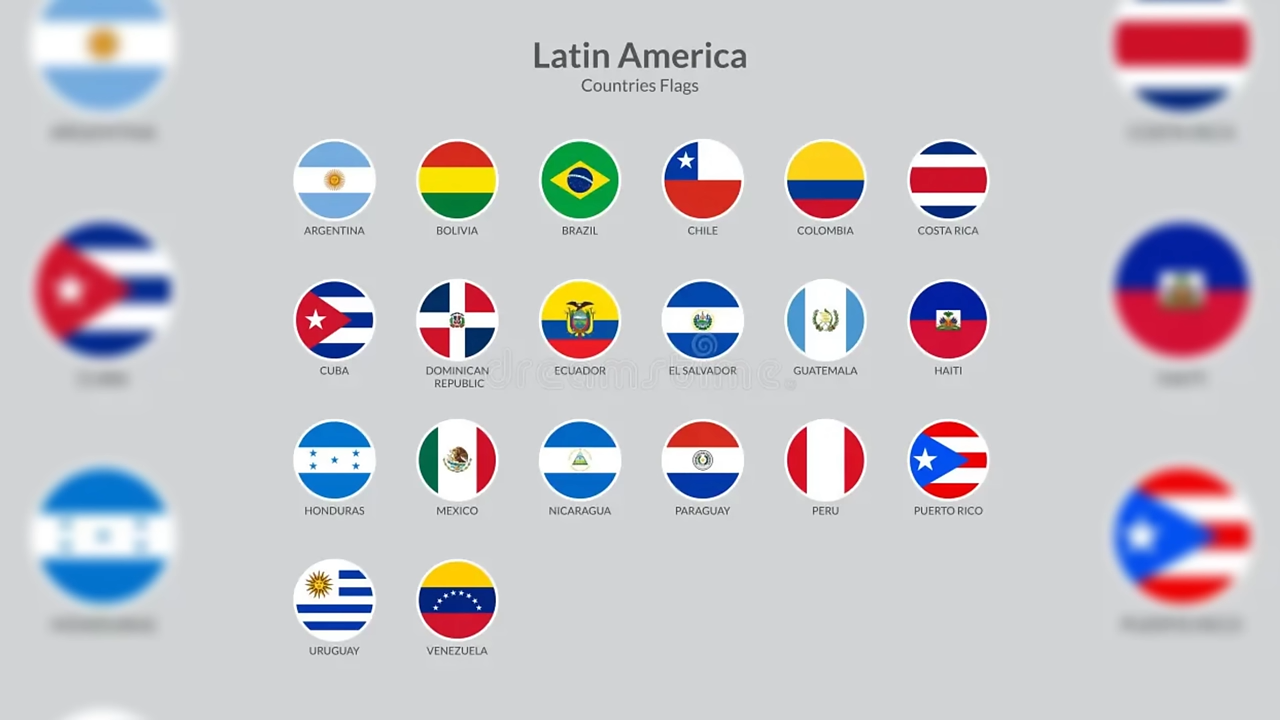 Latin America
Countries Flags
ARGENTINA
BOLIVIA
BRAZIL
CHILE
COLOMBIA
COSTA RICA
CUBA
DOMINICAN
REPUBLIC
ECUADOR
EL SALVADOR
GUATEMALA
HAITI
HONDURAS
MEXICO
NICARAGUA
PARAGUAY
PERU
PUERTO RICO
URUGUAY
VENEZUELA
dreamstime.